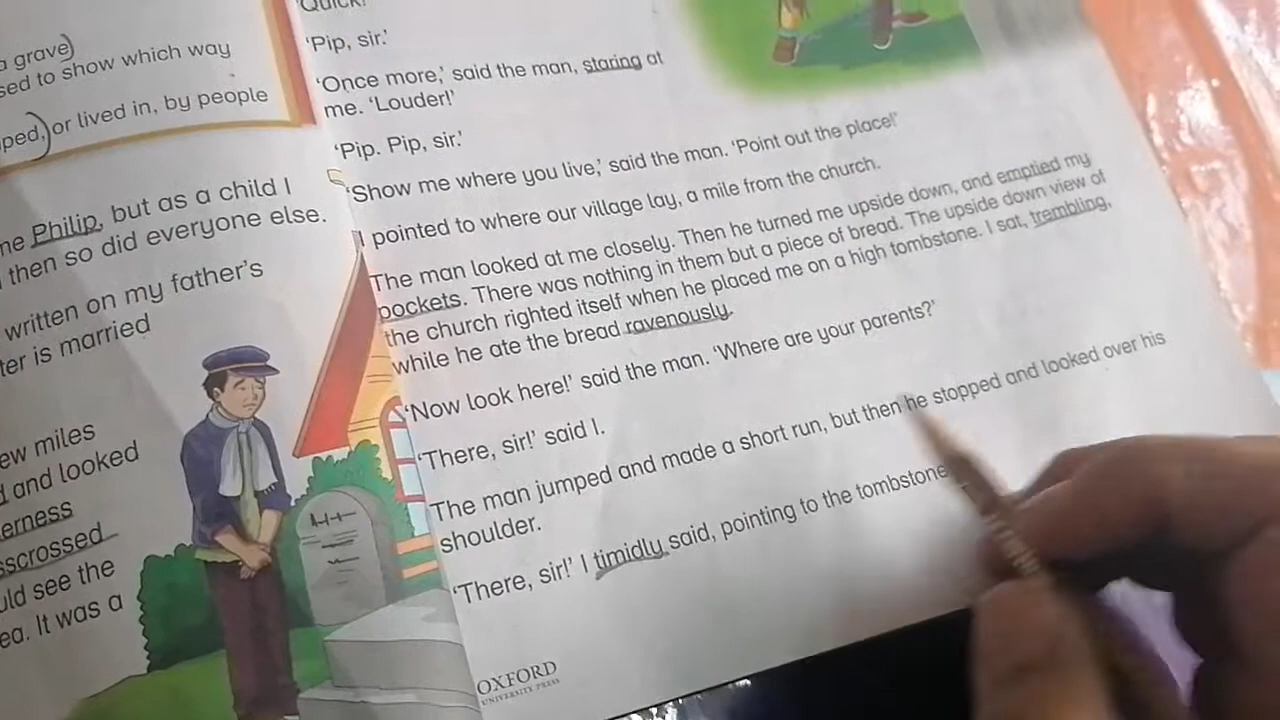 a grave)
sed to show which way
ped,) or lived in, by people
me Philip, but as a child I
then so did everyone else.
written on my father's
ter is married
ew miles
and looked
erness
sscrossed
uld see the
ea. It was a
'Quick!'
'Pip, sir.'
'Once more,' said the man, staring at
me. 'Louder!'
'Pip. Pip, sir.'
'Show me where you live,' said the man. 'Point out the place!'
I pointed to where our village lay, a mile from the church.
The man looked at me closely. Then he turned me upside down, and emptied my
pockets. There was nothing in them but a piece of bread. The upside down view of
the church righted itself when he placed me on a high tombstone. I sat, trembling,
while he ate the bread ravenously.
'Now look here!' said the man. 'Where are your parents?'
'There, sir!' said I.
The man jumped and made a short run, but then he stopped and looked over his
shoulder.
'There, sir!' I timidly said, pointing to the tombstone
OXFORD
UNIVERSITY PRESS